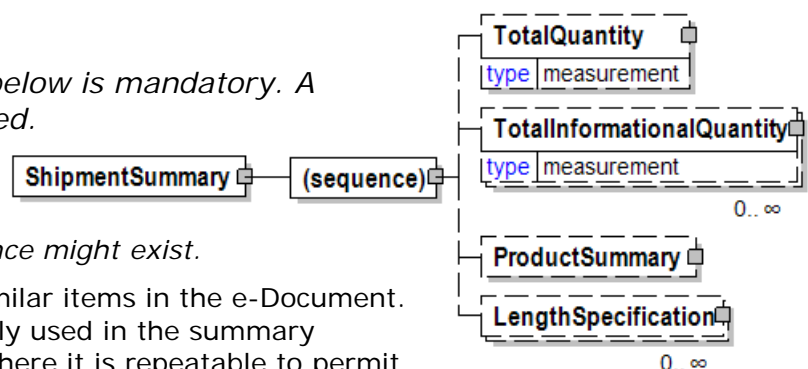 below is mandatory. A
ed.
nce might exist.
milar items in the e-Document.
ly used in the summary
here it is repeatable to permit
ShipmentSummary
(sequence)
TotalQuantity
type measurement
TotalInformationalQuantity
type measurement
0.. ∞
ProductSummary
LengthSpecification
0.. ∞